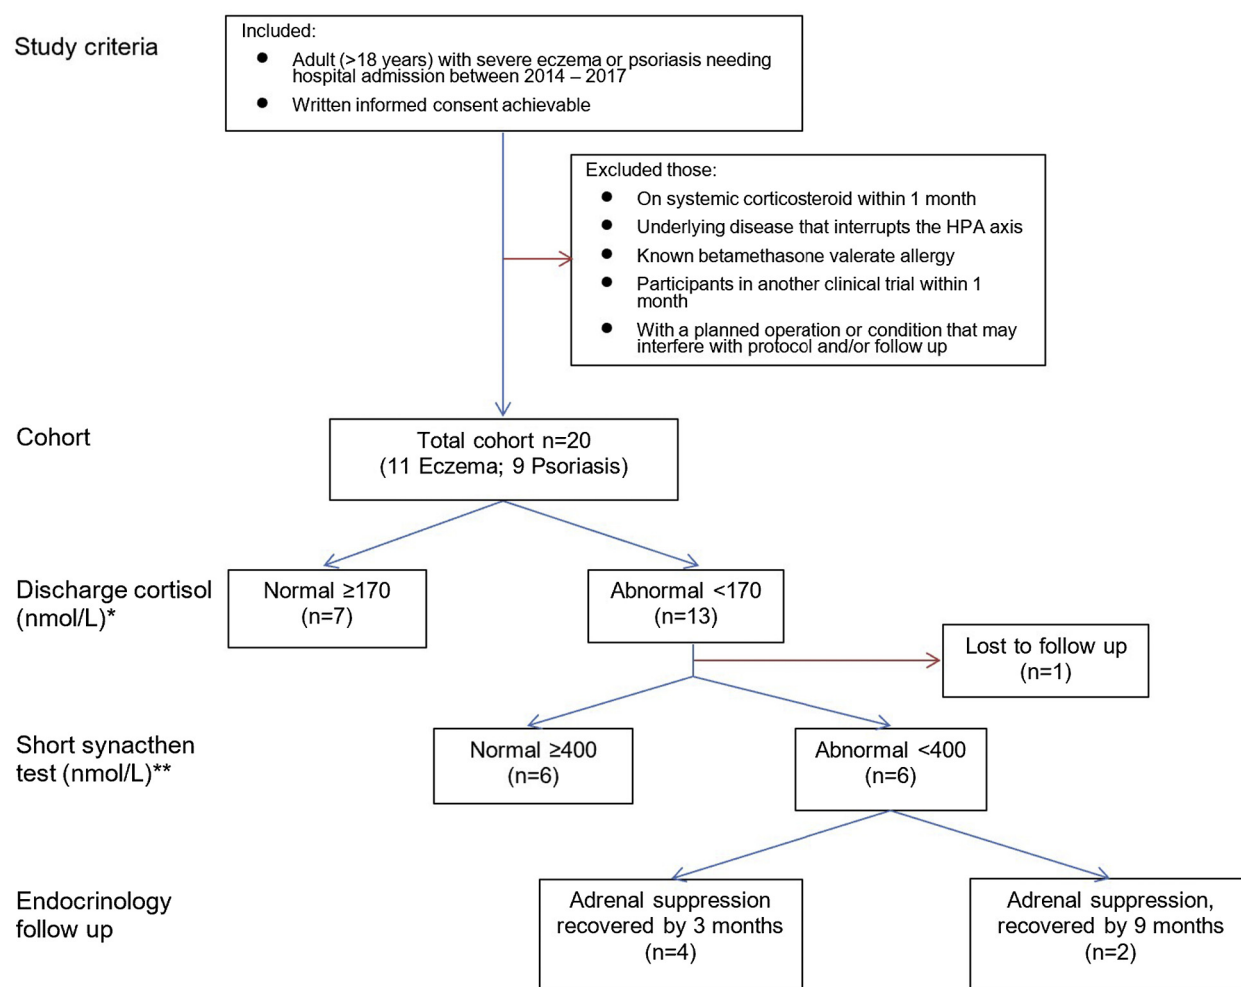 Study criteria
Included:
● Adult (>18 years) with severe eczema or psoriasis needing
hospital admission between 2014 – 2017
● Written informed consent achievable
Excluded those:
● On systemic corticosteroid within 1 month
● Underlying disease that interrupts the HPA axis
● Known betamethasone valerate allergy
● Participants in another clinical trial within 1
month
● With a planned operation or condition that may
interfere with protocol and/or follow up
Cohort
Total cohort n=20
(11 Eczema; 9 Psoriasis)
Discharge cortisol
(nmol/L)*
Normal ≥170
(n=7)
Abnormal <170
(n=13)
Lost to follow up
(n=1)
Short synacthen
test (nmol/L)**
Normal ≥400
(n=6)
Abnormal <400
(n=6)
Endocrinology
follow up
Adrenal suppression
recovered by 3 months
(n=4)
Adrenal suppression,
recovered by 9 months
(n=2)